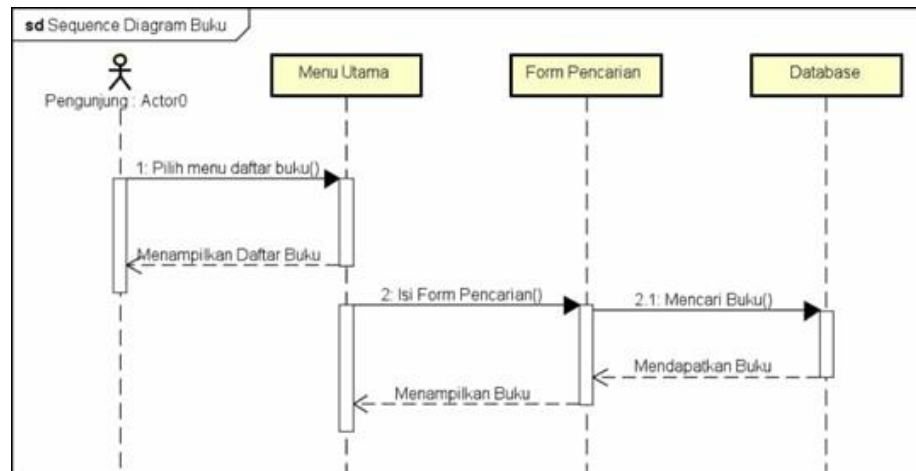 sd Sequence Diagram Buku
Pengunjung : Actor0
Menu Utama
Form Pencarian
Database
1: Pilih menu daftar buku()
Menampilkan Daftar Buku
2: Isi Form Pencarian()
2.1: Mencari Buku()
Mendapatkan Buku
Menampilkan Buku